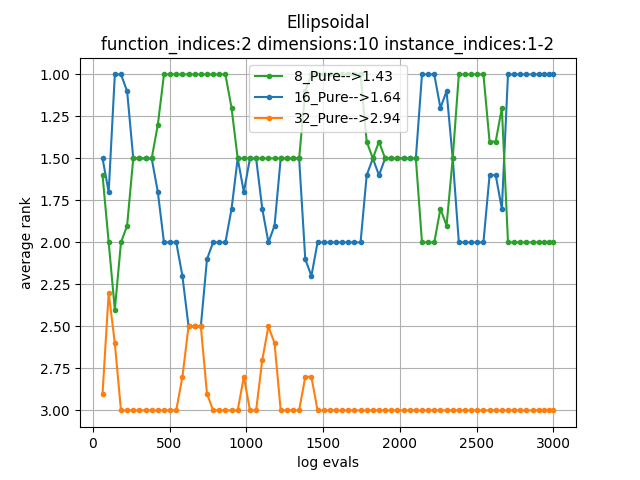 Ellipsoidal
function_indices:2 dimensions:10 instance_indices:1-2
8_Pure-->1.43
16_Pure-->1.64
32_Pure-->2.94
average rank
1.00
1.25
1.50
1.75
2.00
2.25
2.50
2.75
3.00
0 500 1000 1500 2000 2500 3000
log evals